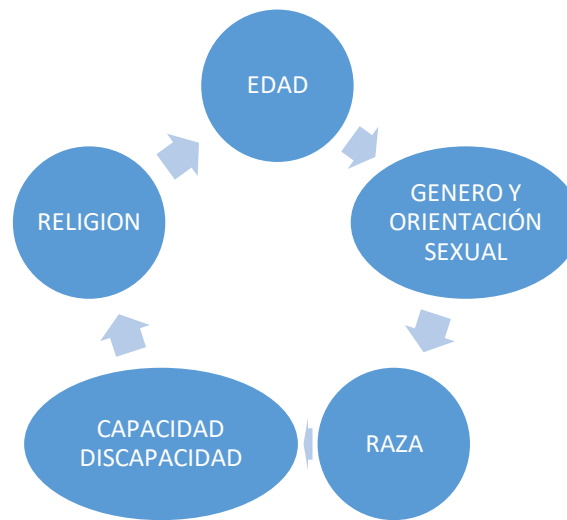 EDAD
GENERO Y
ORIENTACIÓN
SEXUAL
RAZA
CAPACIDAD
DISCAPACIDAD
RELIGION